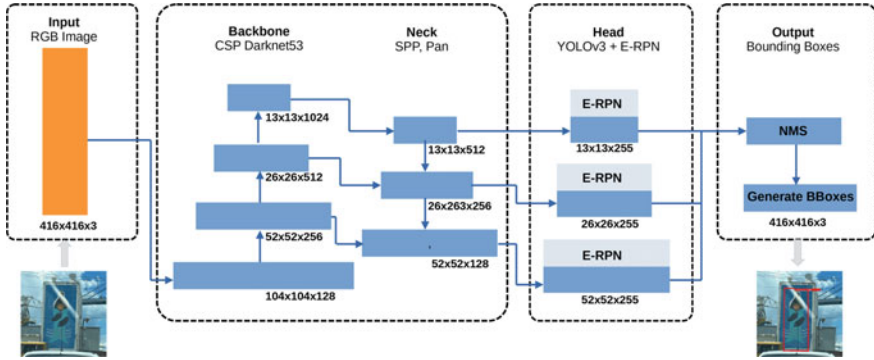 Input
RGB Image
416x416x3
Backbone
CSP Darknet53
13x13x1024
26x26x512
52x52x256
104x104x128
Neck
SPP, Pan
13x13x512
26x263x256
52x52x128
Head
YOLOv3 + E-RPN
E-RPN
13x13x255
E-RPN
26x26x255
E-RPN
52x52x255
Output
Bounding Boxes
NMS
Generate BBoxes
416x416x3